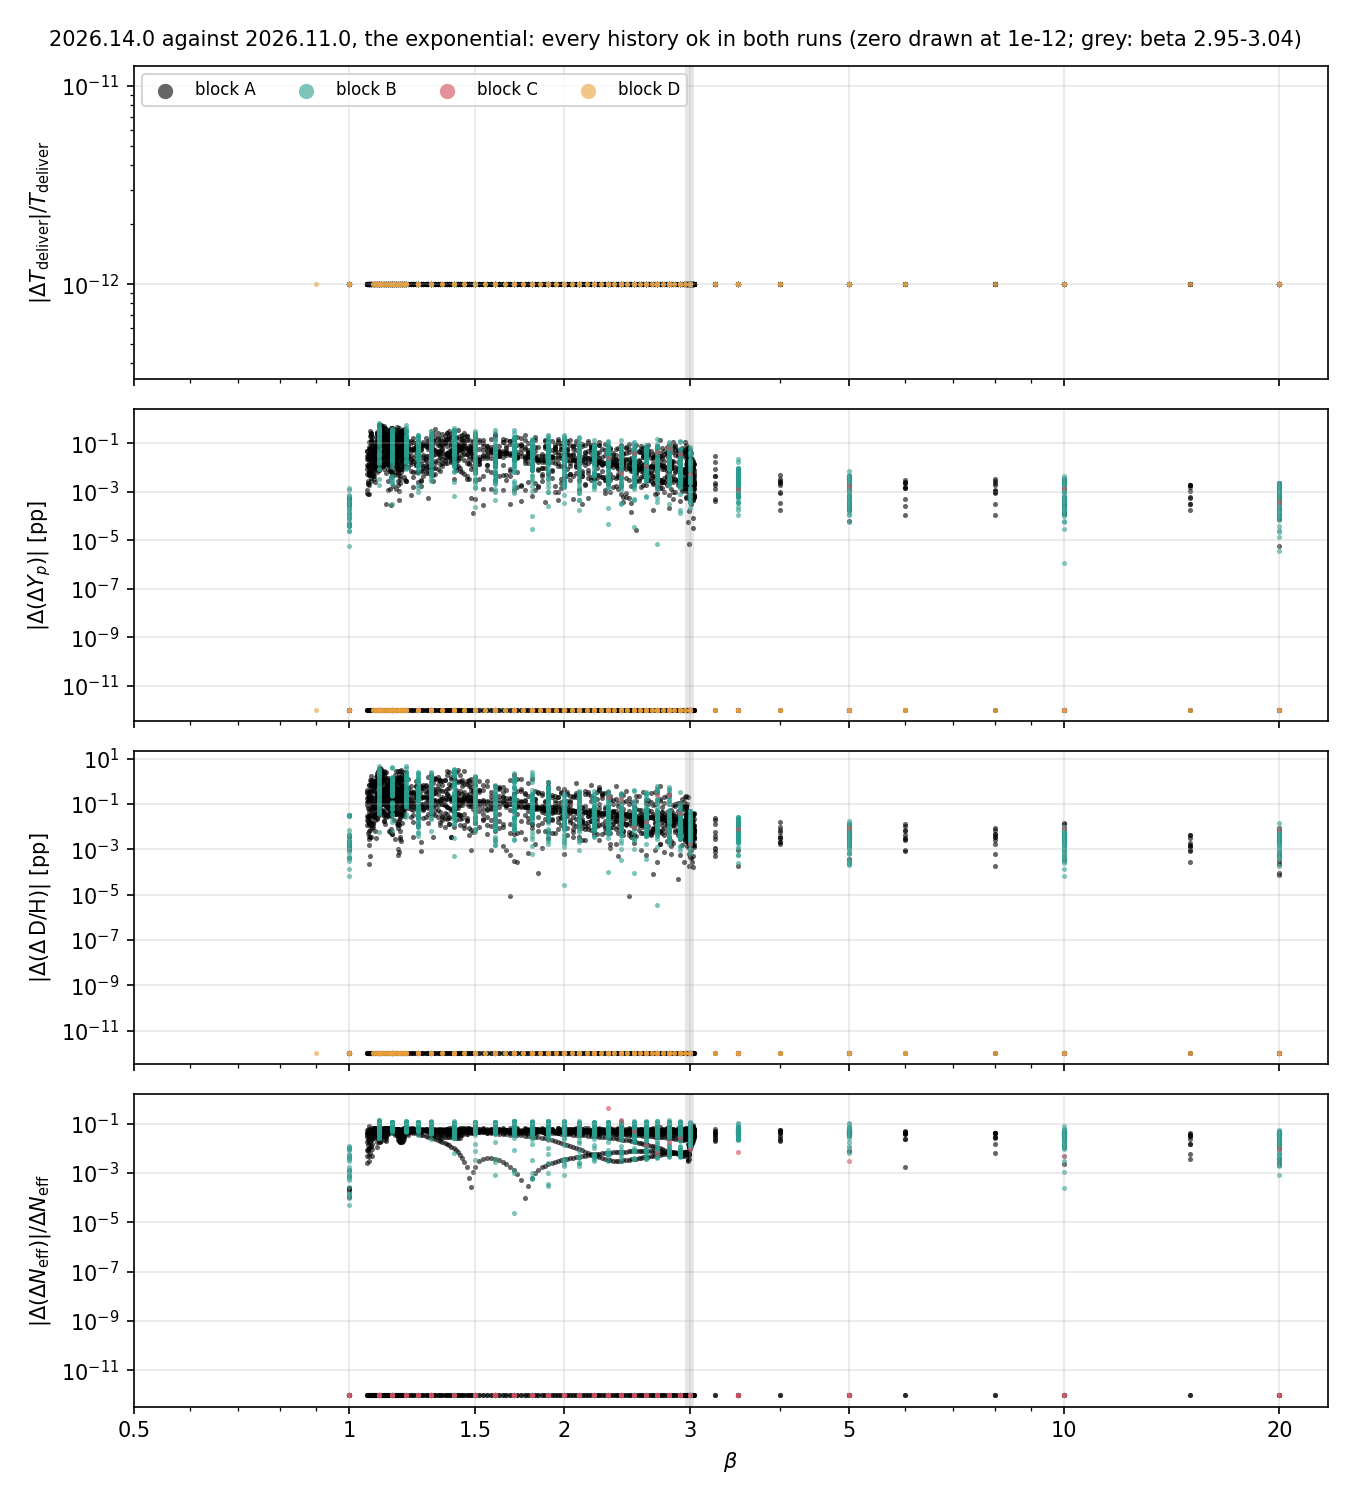 2026.14.0 against 2026.11.0, the exponential: every history ok in both runs (zero drawn at 1e-12; grey: beta 2.95-3.04)
block A block B block C block D
|ΔT_deliver|/T_deliver
10⁻¹¹
10⁻¹²
|Δ(ΔY_p)| [pp]
10⁻¹
10⁻³
10⁻⁵
10⁻⁷
10⁻⁹
10⁻¹¹
|Δ(Δ D/H)| [pp]
10¹
10⁻¹
10⁻³
10⁻⁵
10⁻⁷
10⁻⁹
10⁻¹¹
|Δ(ΔN_eff)|/ΔN_eff
10⁻¹
10⁻³
10⁻⁵
10⁻⁷
10⁻⁹
10⁻¹¹
0.5 1 1.5 2 3 5 10 20
β